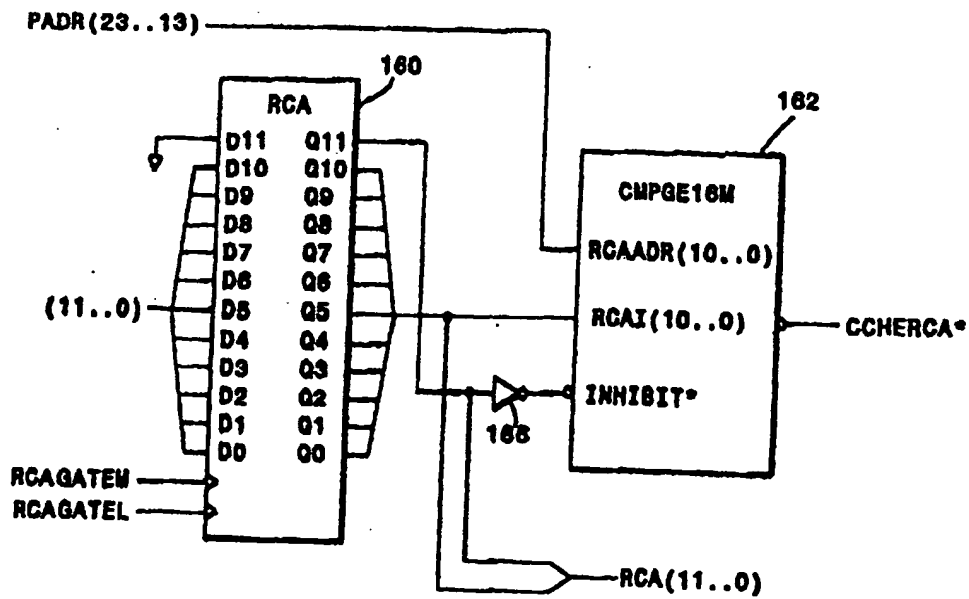 PADR(23..13)
160
RCA
D11 Q11
D10 Q10
D9 Q9
D8 Q8
D7 Q7
D6 Q6
(11..0) D5 Q5
D4 Q4
D3 Q3
D2 Q2
D1 Q1
D0 Q0
RCAGATEM
RCAGATEL
162
CMPGE16M
RCAADR(10..0)
RCAI(10..0)
CCHERCA*
INHIBIT*
166
RCA(11..0)